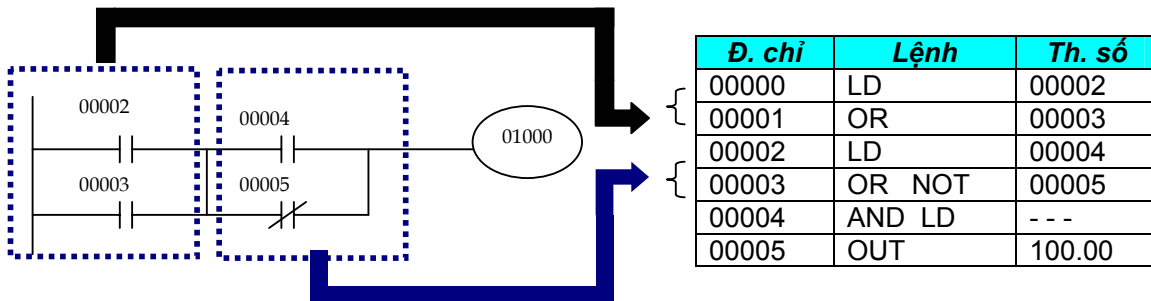 00002
00003
00004
00005
01000
Đ. chỉ Lệnh Th. số
00000 LD 00002
00001 OR 00003
00002 LD 00004
00003 OR NOT 00005
00004 AND LD - - -
00005 OUT 100.00